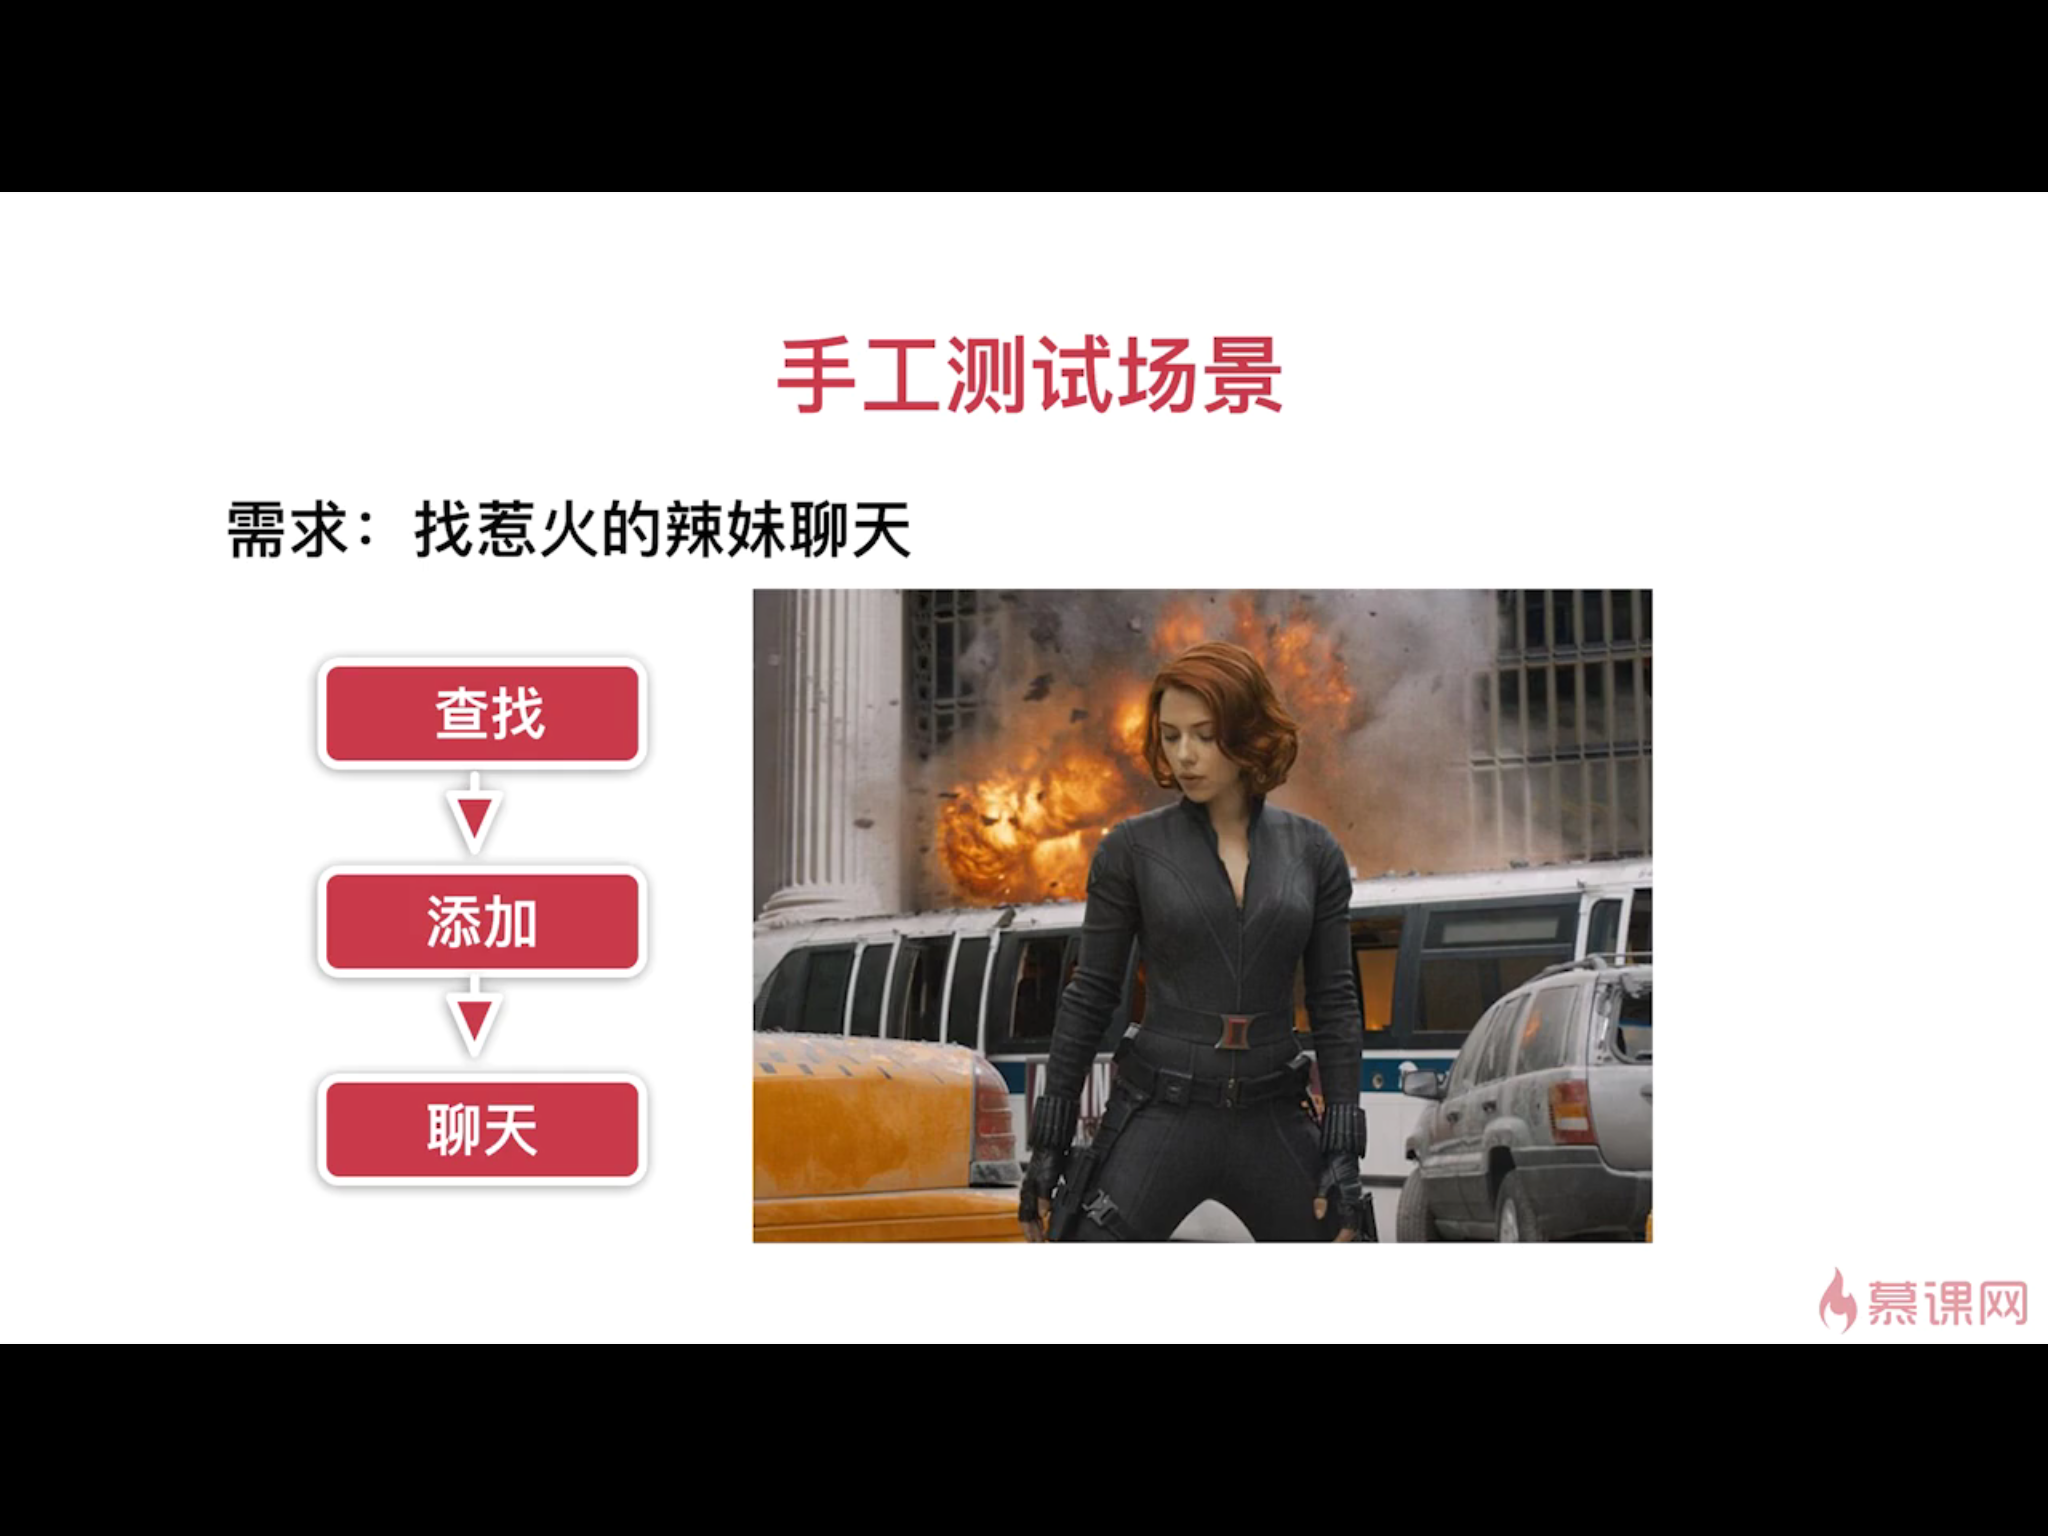 手工测试场景
需求：找惹火的辣妹聊天
查找
添加
聊天
慕课网